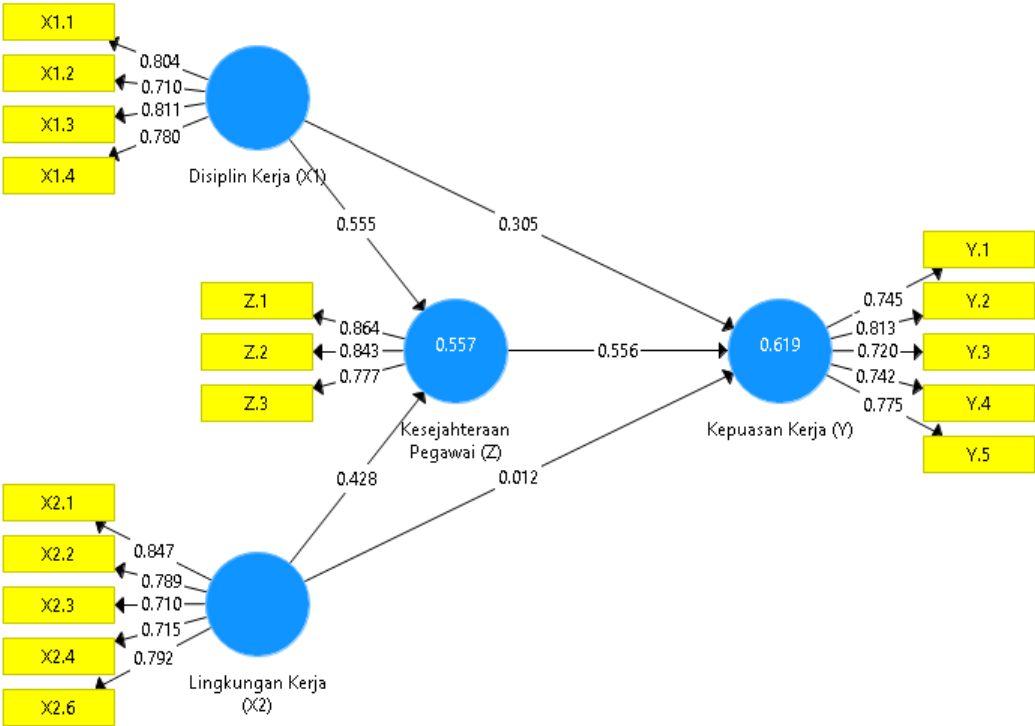 X1.1
0.804
X1.2
0.710
X1.3
0.811
X1.4
0.780
Disiplin Kerja (X1)
0.555
0.305
Z.1
0.864
Z.2
0.843
Z.3
0.777
0.557
Kesejahteraan
Pegawai (Z)
0.556
0.619
Kepuasan Kerja (Y)
Y.1
0.745
Y.2
0.813
Y.3
0.720
Y.4
0.742
Y.5
0.775
0.428
0.012
X2.1
0.847
X2.2
0.789
X2.3
0.710
X2.4
0.715
X2.6
0.792
Lingkungan Kerja
(X2)